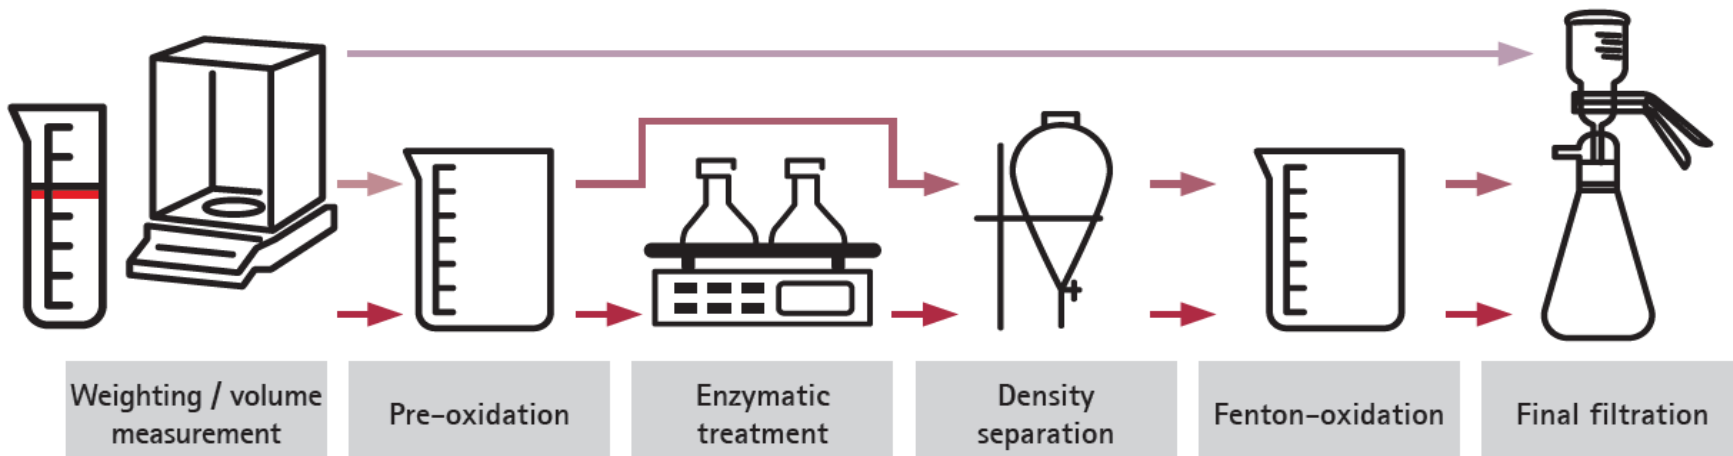 Weighting / volume
measurement
Pre-oxidation
Enzymatic
treatment
Density
separation
Fenton-oxidation
Final filtration